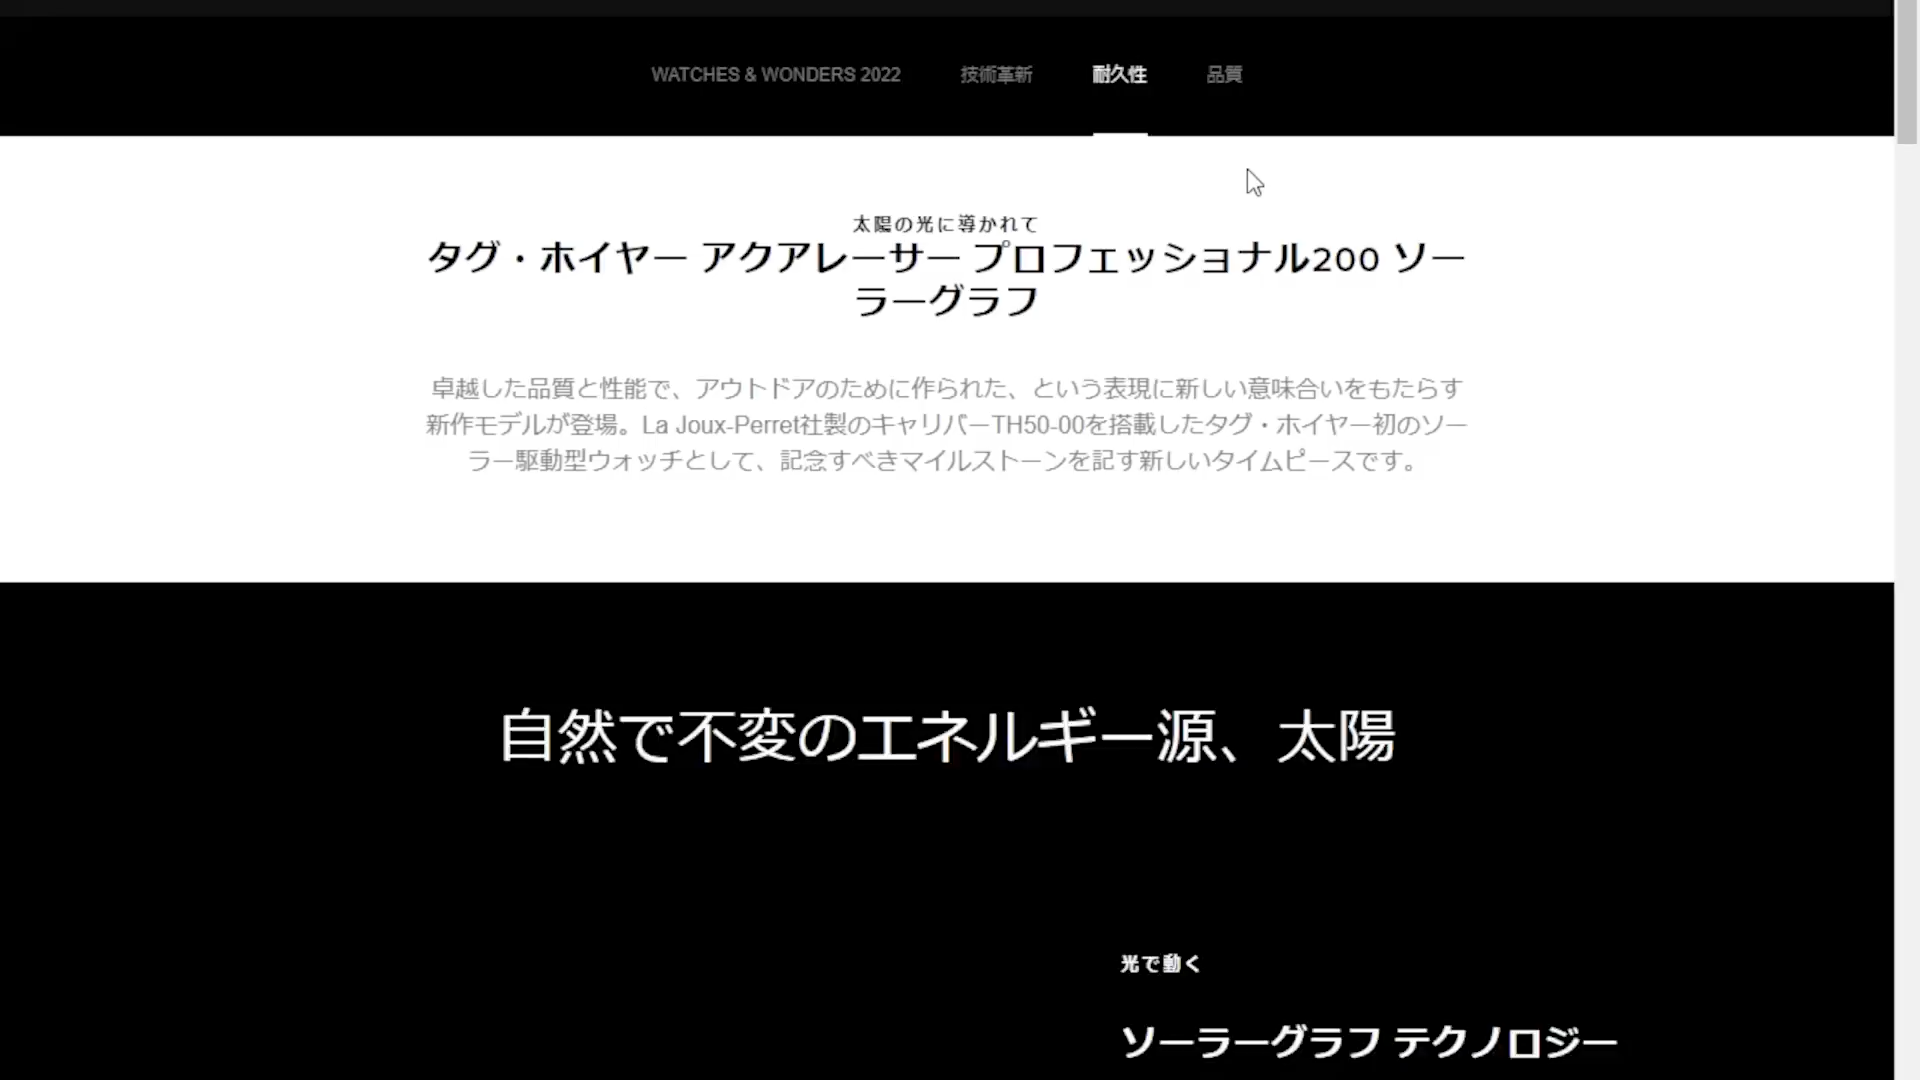 WATCHES & WONDERS 2022 技術革新 耐久性 品質
太陽の光に導かれて
タグ・ホイヤー アクアレーサー プロフェッショナル200 ソー
ラーグラフ
卓越した品質と性能で、アウトドアのために作られた、という表現に新しい意味合いをもたらす
新作モデルが登場。La Joux-Perret社製のキャリバーTH50-00を搭載したタグ・ホイヤー初のソー
ラー駆動型ウォッチとして、記念すべきマイルストーンを記す新しいタイムピースです。
自然で不変のエネルギー源、太陽
光で動く
ソーラーグラフ テクノロジー